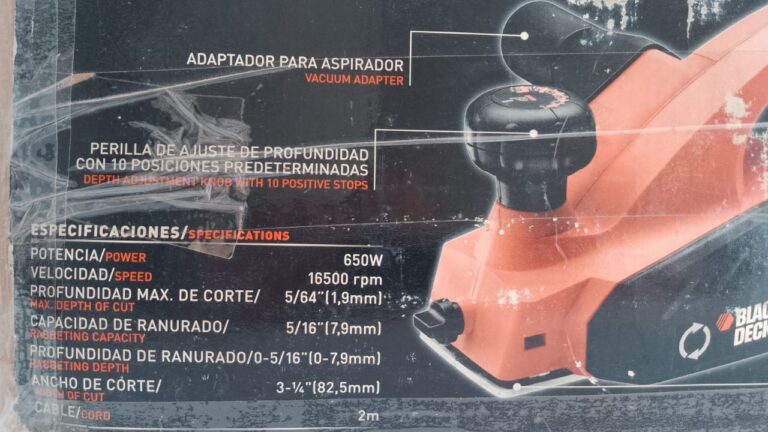 ADAPTADOR PARA ASPIRADOR
VACUUM ADAPTER
PERILLA DE AJUSTE DE PROFUNDIDAD
CON 10 POSICIONES PREDETERMINADAS
DEPTH ADJUSTMENT KNOB WITH 10 POSITIVE STOPS
ESPECIFICACIONES/SPECIFICATIONS
POTENCIA/POWER 650W
VELOCIDAD/SPEED 16500 rpm
PROFUNDIDAD MAX. DE CORTE/ 5/64"(1,9mm)
MAX. DEPTH OF CUT
CAPACIDAD DE RANURADO/ 5/16"(7,9mm)
RABBETING CAPACITY
PROFUNDIDAD DE RANURADO/0-5/16"(0-7,9mm)
RABBETING DEPTH
ANCHO DE CORTE/ 3-¼"(82,5mm)
WIDTH OF CUT
CABLE/CORD 2m
BLAC
DECK